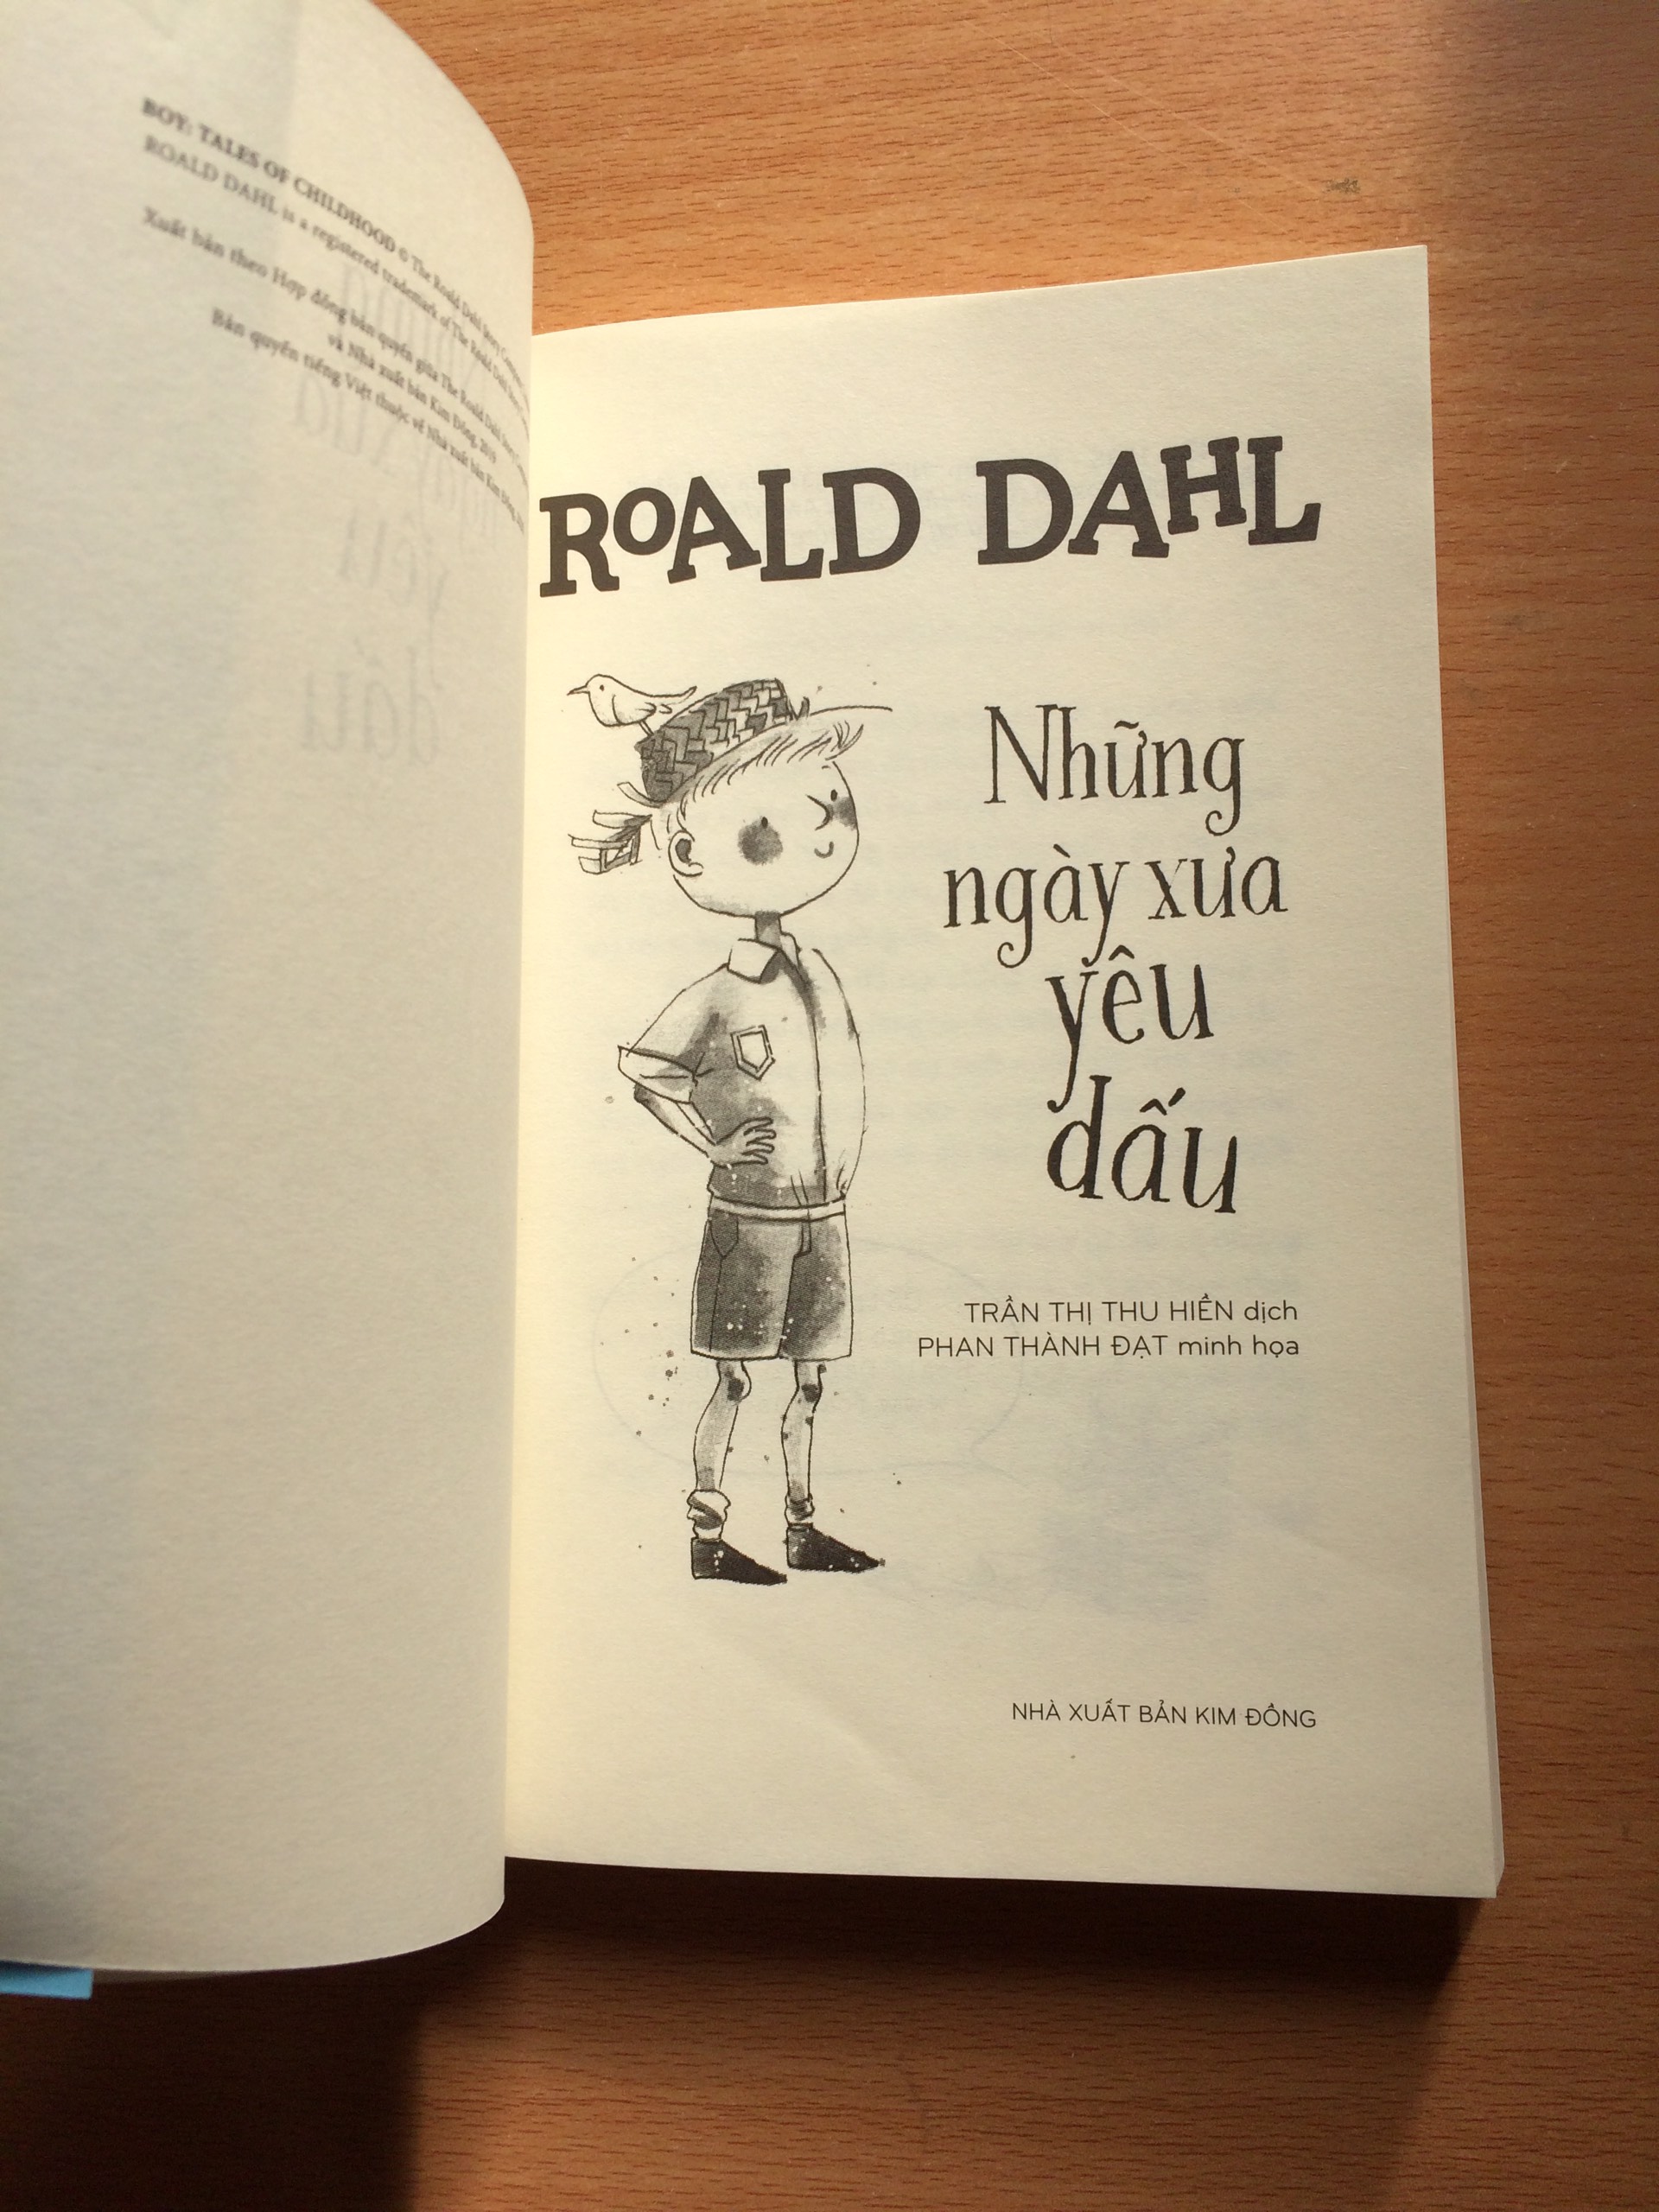 BOY: TALES OF CHILDHOOD © The Roald Dahl Story
ROALD DAHL is a registered trademark of The Roald Dahl Story
Xuất bản theo Hợp đồng bản quyền giữa The Roald Dahl Story
và Nhà xuất bản Kim Đồng, 2019
Bản quyền tiếng Việt thuộc về Nhà xuất bản Kim Đồng,
ROALD DAHL
Những
ngày xưa
yêu
dấu
TRẦN THỊ THU HIỀN dịch
PHAN THÀNH ĐẠT minh họa
NHÀ XUẤT BẢN KIM ĐỒNG